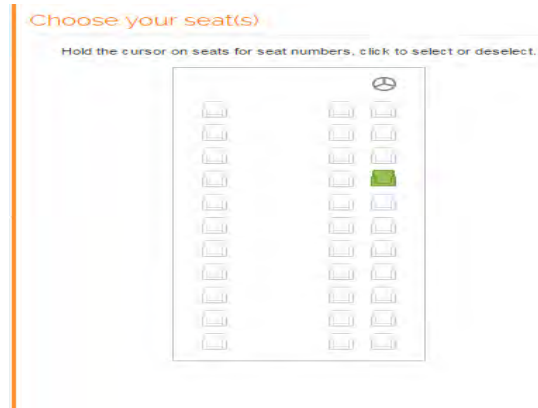 Choose your seat(s)
Hold the cursor on seats for seat numbers, click to select or deselect.